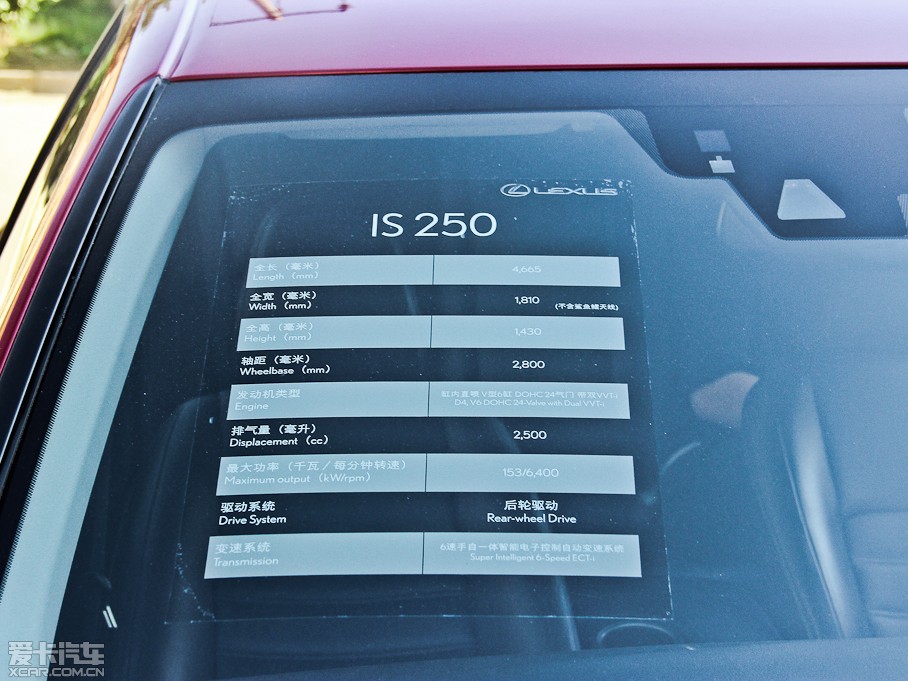 LEXUS
IS 250
全长（毫米） 4,665
Length（mm）
全宽（毫米） 1,810 (不含鲨鱼鳍天线)
Width（mm）
全高（毫米） 1,430
Height（mm）
轴距（毫米） 2,800
Wheelbase（mm）
发动机类型 缸内直喷 V型6缸 DOHC 24气门 带双VVT-i
Engine D4, V6, DOHC 24-Valve with Dual VVT-i
排气量（毫升） 2,500
Displacement（cc）
最大功率（千瓦／每分钟转速） 153/6,400
Maximum output（kW/rpm）
驱动系统 后轮驱动
Drive System Rear-wheel Drive
变速系统 6速手自一体智能电子控制自动变速系统
Transmission Super Intelligent 6-Speed ECT-i
爱卡汽车
XCAR.COM.CN